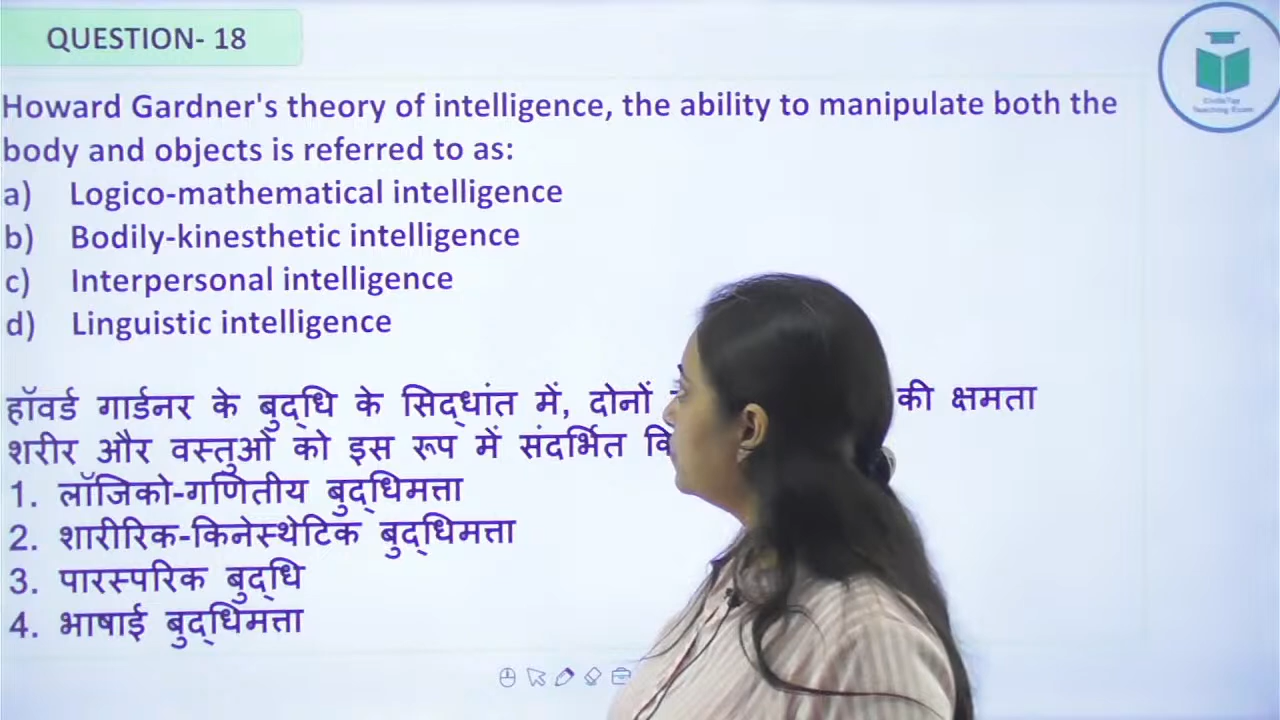 QUESTION- 18
Howard Gardner's theory of intelligence, the ability to manipulate both the
body and objects is referred to as:
a) Logico-mathematical intelligence
b) Bodily-kinesthetic intelligence
c) Interpersonal intelligence
d) Linguistic intelligence
हॉवर्ड गार्डनर के बुद्धि के सिद्धांत में, दोनों की क्षमता
शरीर और वस्तुओं को इस रूप में संदर्भित
1. लॉजिको-गणितीय बुद्धिमत्ता
2. शारीरिक-किनेस्थेटिक बुद्धिमत्ता
3. पारस्परिक बुद्धि
4. भाषाई बुद्धिमत्ता
Teaching Exam